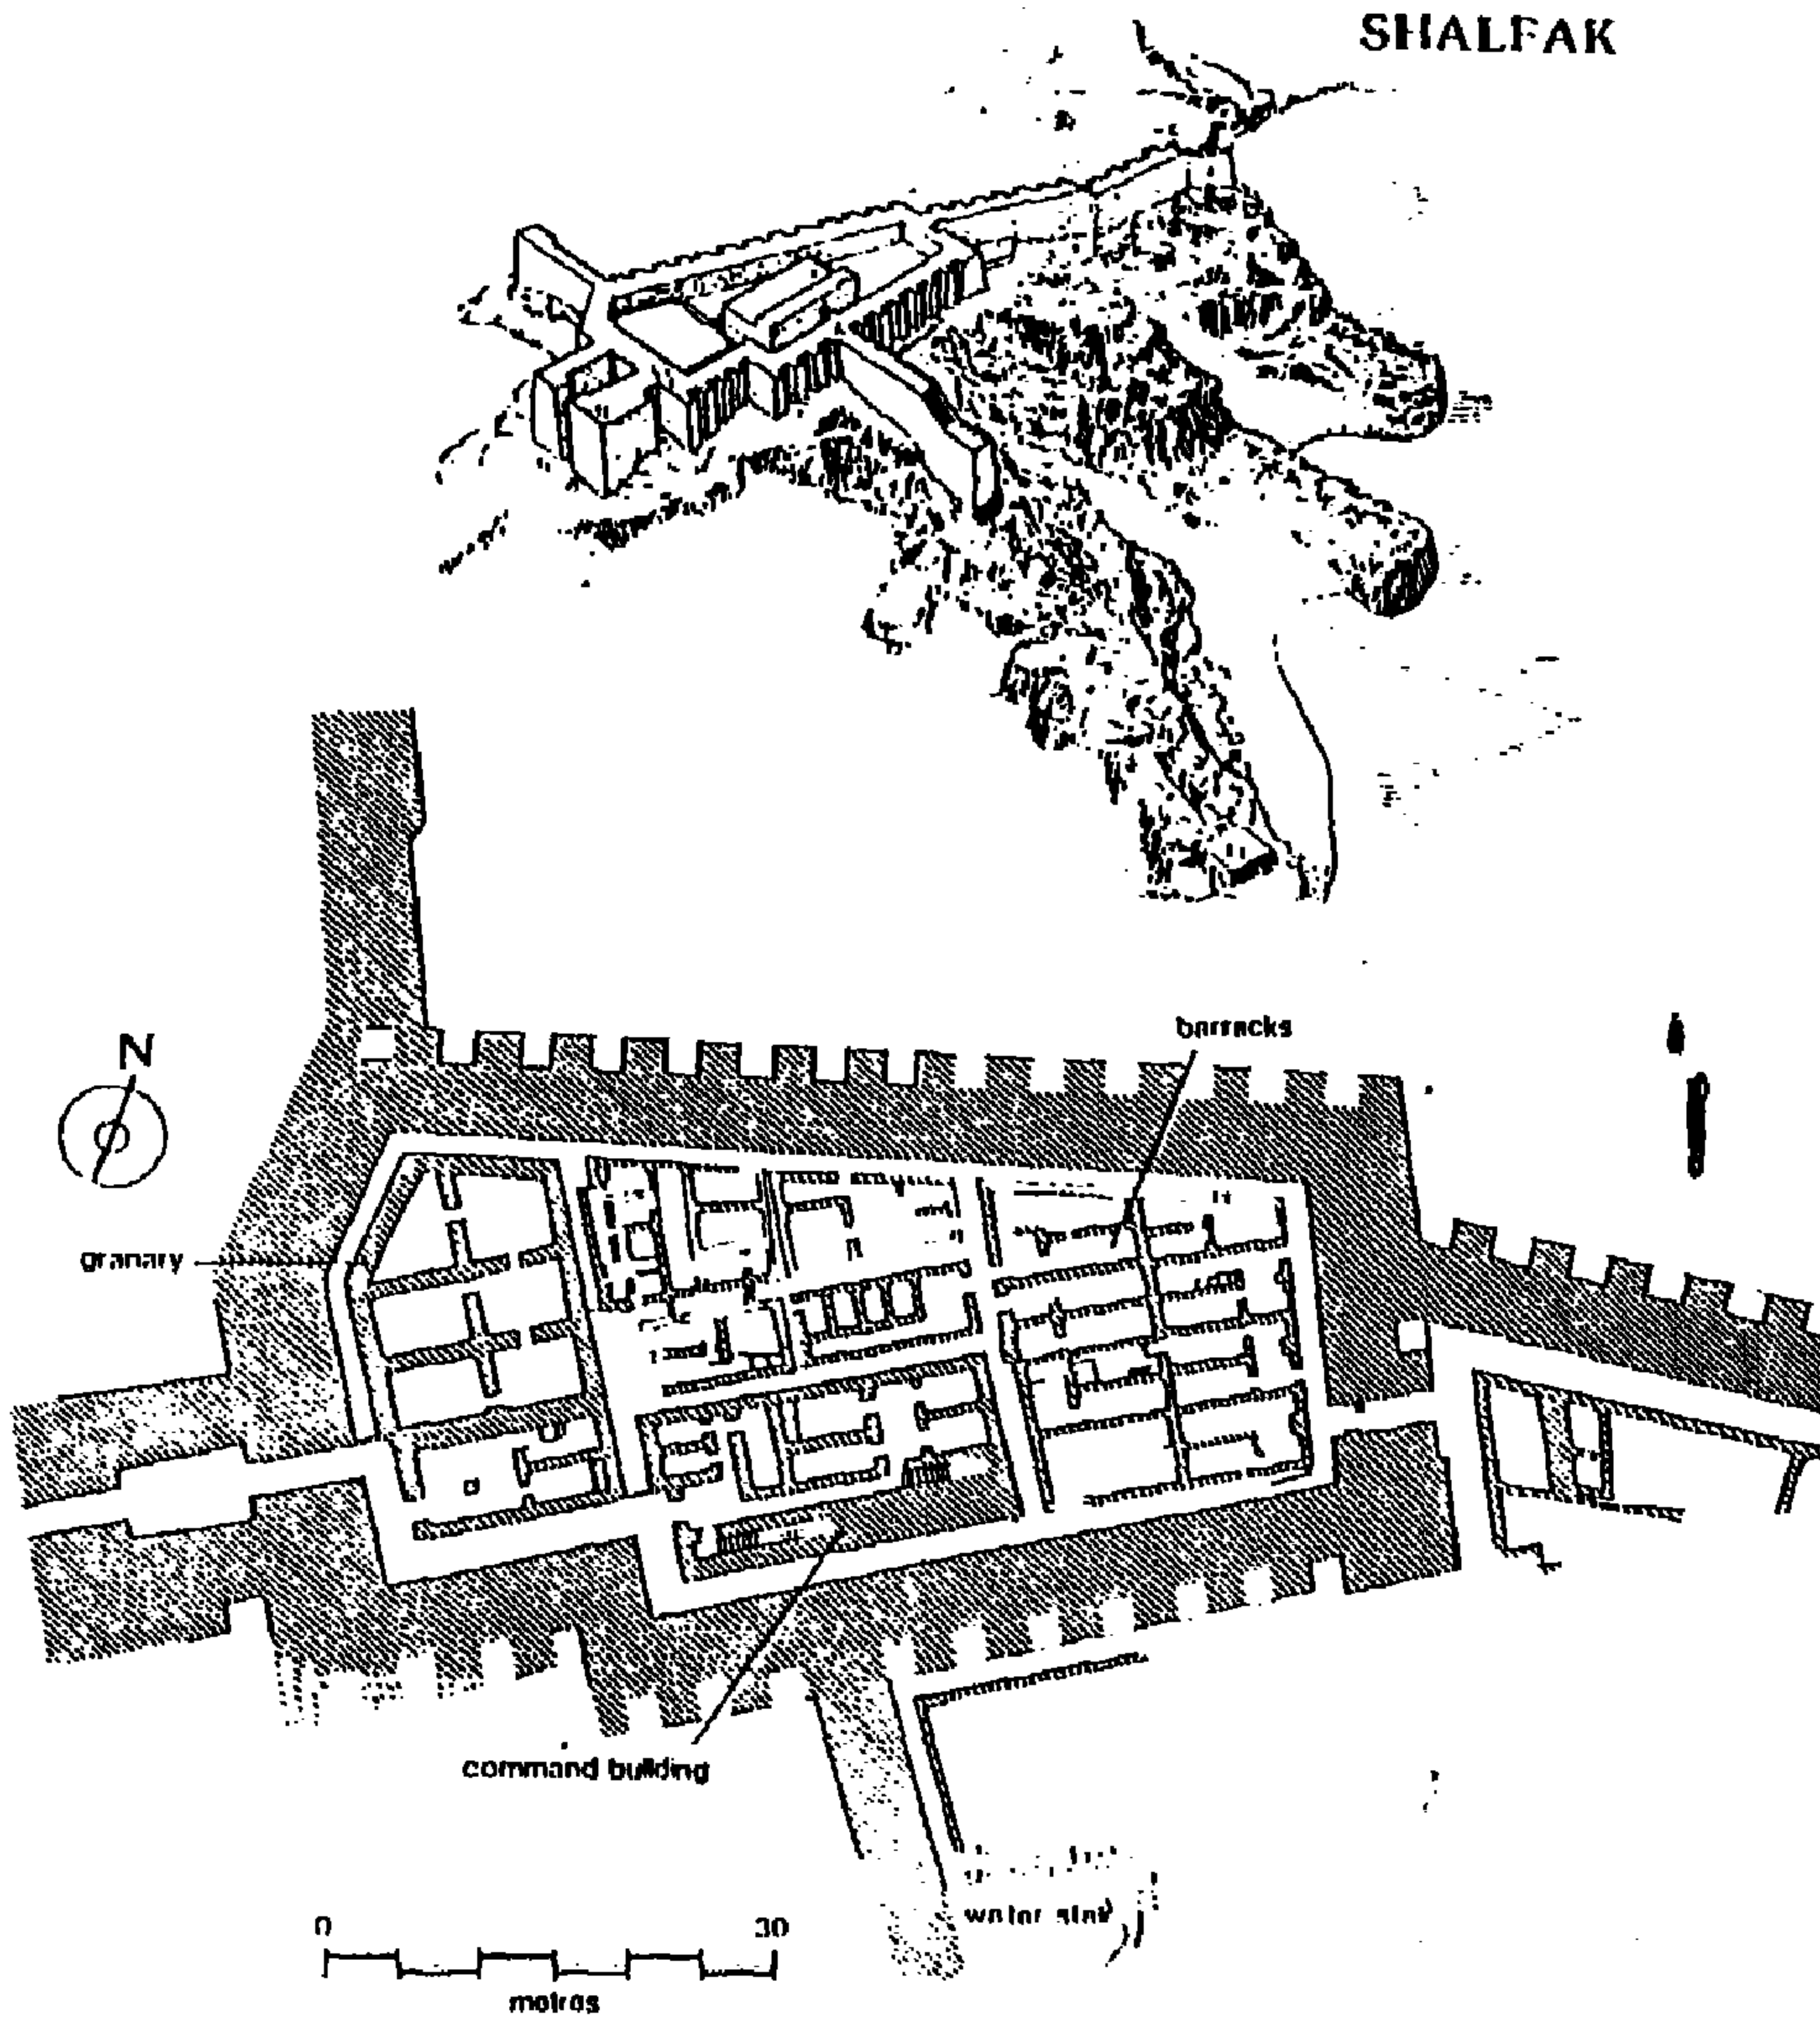 SHALFAK
N
barracks
granary
command building
water stair
0 30
metres